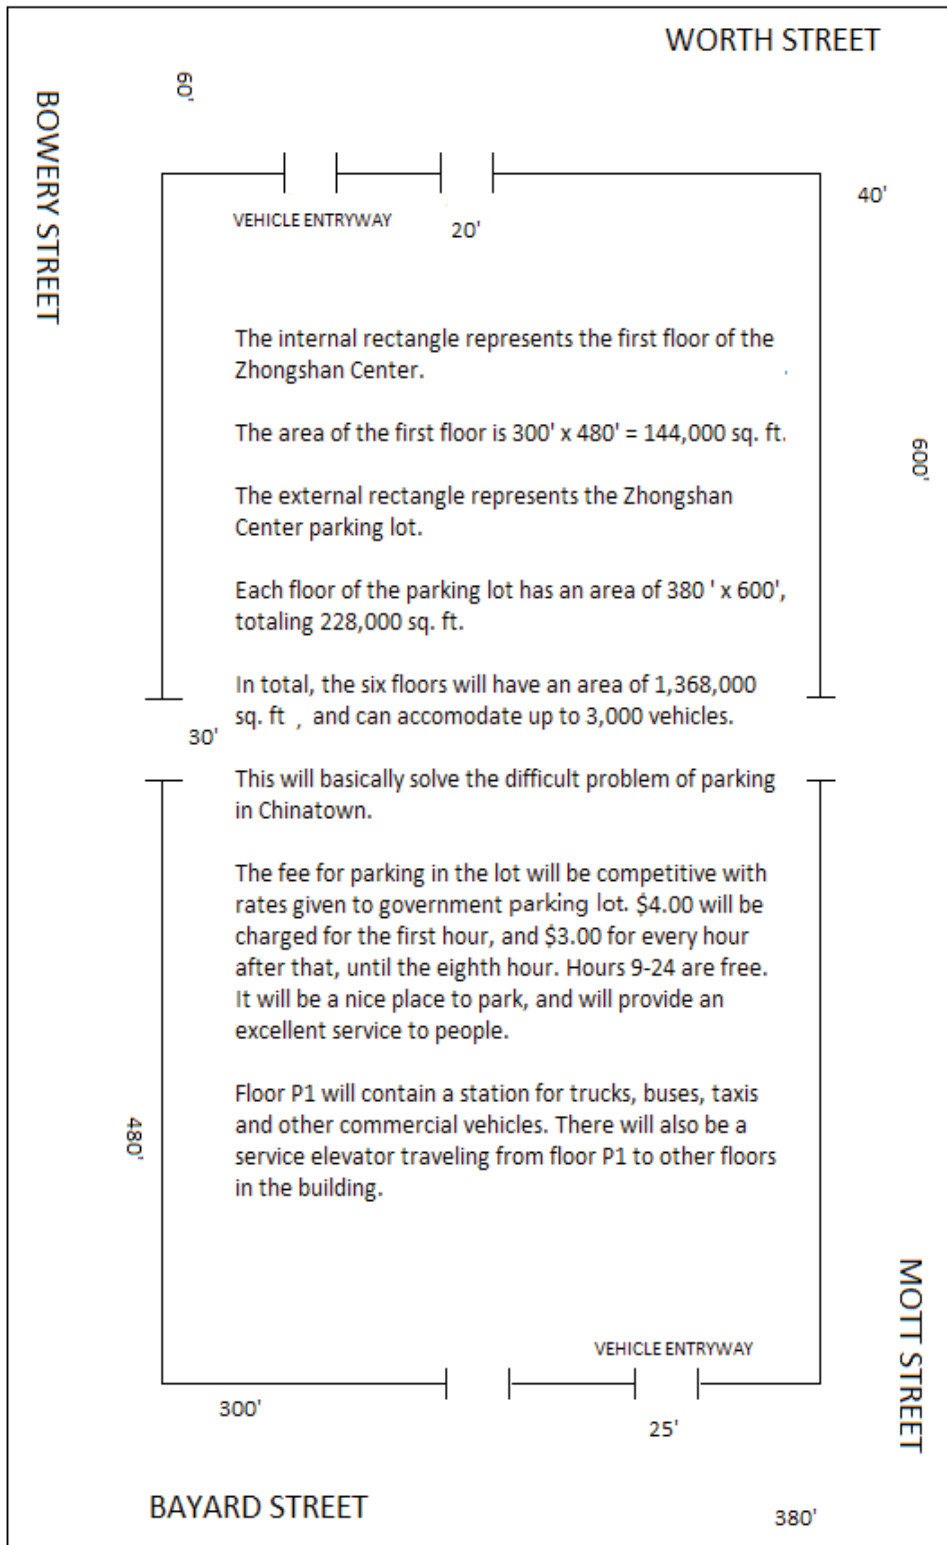 WORTH STREET
60'
BOWERY STREET
40'
VEHICLE ENTRYWAY
20'
The internal rectangle represents the first floor of the
Zhongshan Center.
The area of the first floor is 300' x 480' = 144,000 sq. ft.
600'
The external rectangle represents the Zhongshan
Center parking lot.
Each floor of the parking lot has an area of 380 ' x 600',
totaling 228,000 sq. ft.
In total, the six floors will have an area of 1,368,000
sq. ft , and can accomodate up to 3,000 vehicles.
30'
This will basically solve the difficult problem of parking
in Chinatown.
The fee for parking in the lot will be competitive with
rates given to government parking lot. $4.00 will be
charged for the first hour, and $3.00 for every hour
after that, until the eighth hour. Hours 9-24 are free.
It will be a nice place to park, and will provide an
excellent service to people.
Floor P1 will contain a station for trucks, buses, taxis
and other commercial vehicles. There will also be a
service elevator traveling from floor P1 to other floors
in the building.
480'
MOTT STREET
VEHICLE ENTRYWAY
300'
25'
BAYARD STREET
380'